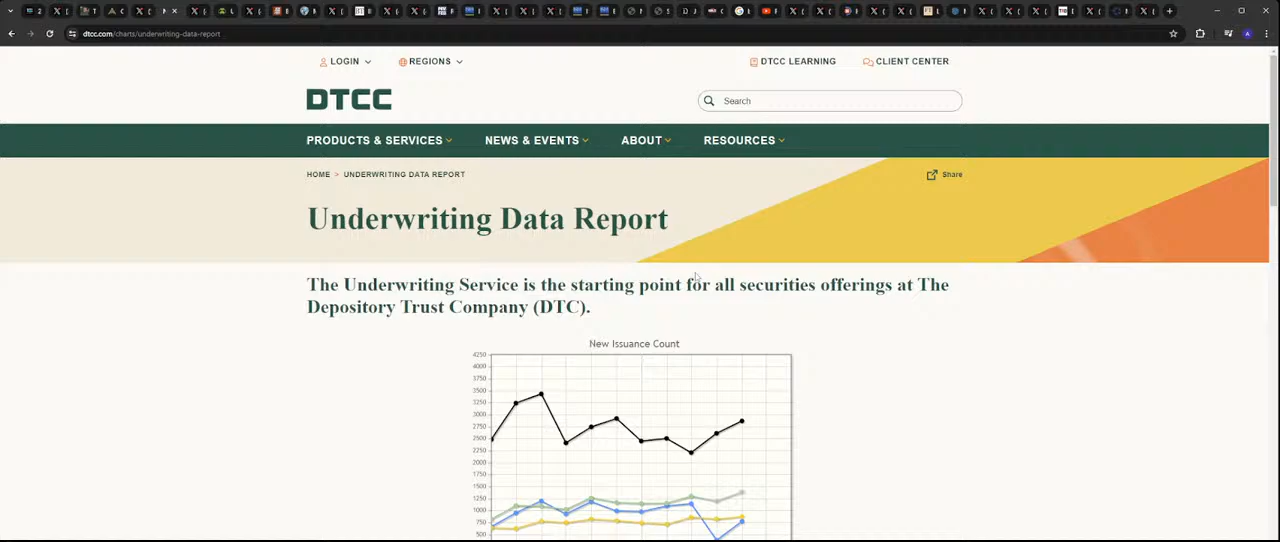 dtcc.com/charts/underwriting-data-report
LOGIN
REGIONS
DTCC LEARNING
CLIENT CENTER
DTCC
Search
PRODUCTS & SERVICES
NEWS & EVENTS
ABOUT
RESOURCES
HOME > UNDERWRITING DATA REPORT
Share
Underwriting Data Report
The Underwriting Service is the starting point for all securities offerings at The
Depository Trust Company (DTC).
New Issuance Count
4250
4000
3750
3500
3250
3000
2750
2500
2250
2000
1750
1500
1250
1000
750
500